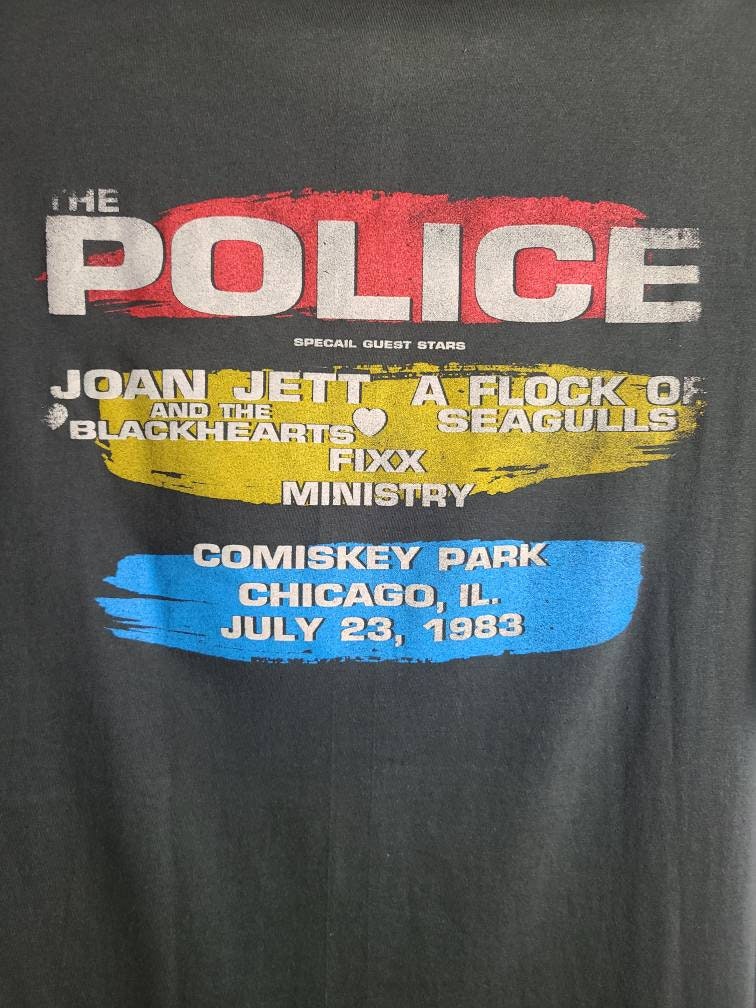 THE
POLICE
SPECAIL GUEST STARS
JOAN JETT
AND THE
BLACKHEARTS
A FLOCK OF
SEAGULLS
FIXX
MINISTRY
COMISKEY PARK
CHICAGO, IL.
JULY 23, 1983